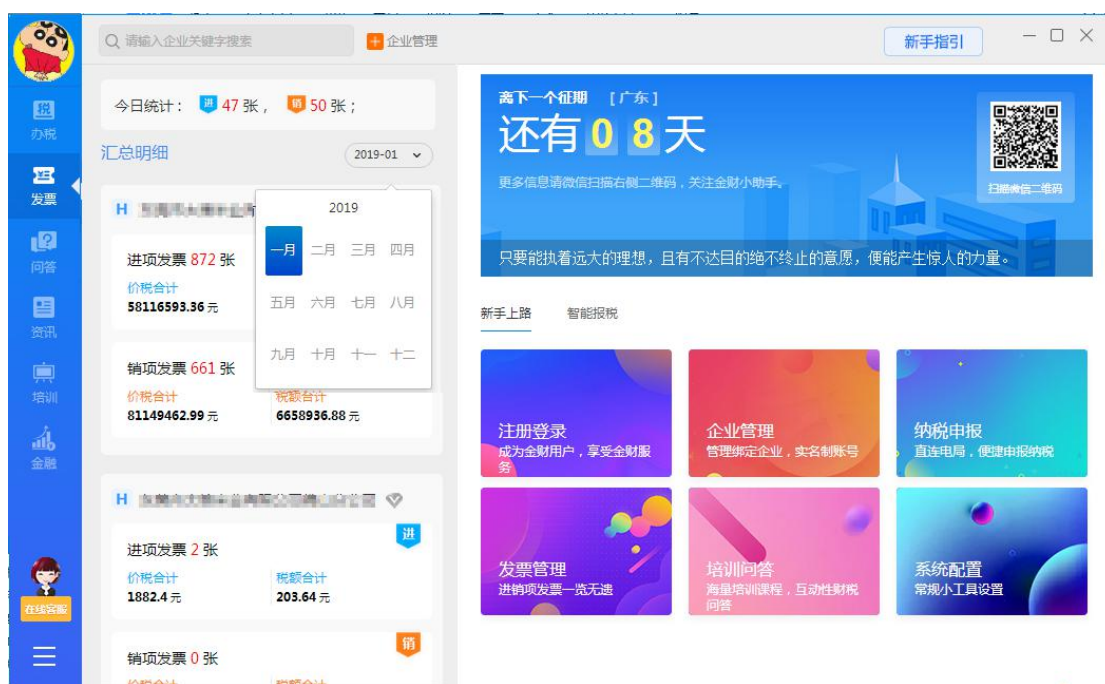 请输入企业关键字搜索
企业管理
新手指引
税
办税
发票
问答
资讯
培训
金融
在线客服
今日统计： 进 47 张， 销 50 张；
汇总明细
2019-01
2019
一月 二月 三月 四月
五月 六月 七月 八月
九月 十月 十一 十二
H
进项发票 872 张
价税合计
58116593.36 元
销项发票 661 张
价税合计 税额合计
81149462.99 元 6658936.88 元
H
进项发票 2 张
进
价税合计 税额合计
1882.4 元 203.64 元
销项发票 0 张
销
价税合计 税额合计
离下一个征期 [广东]
还有08天
更多信息请微信扫描右侧二维码，关注金财小助手。
扫描微信二维码
只要能执着远大的理想，且有不达目的绝不终止的意愿，便能产生惊人的力量。
新手上路 智能报税
注册登录
成为金财用户，享受金财服
务
企业管理
管理绑定企业，实名制账号
纳税申报
直连电局，便捷申报纳税
发票管理
进销项发票一览无遗
培训问答
海量培训课程，互动性财税
问答
系统配置
常规小工具设置